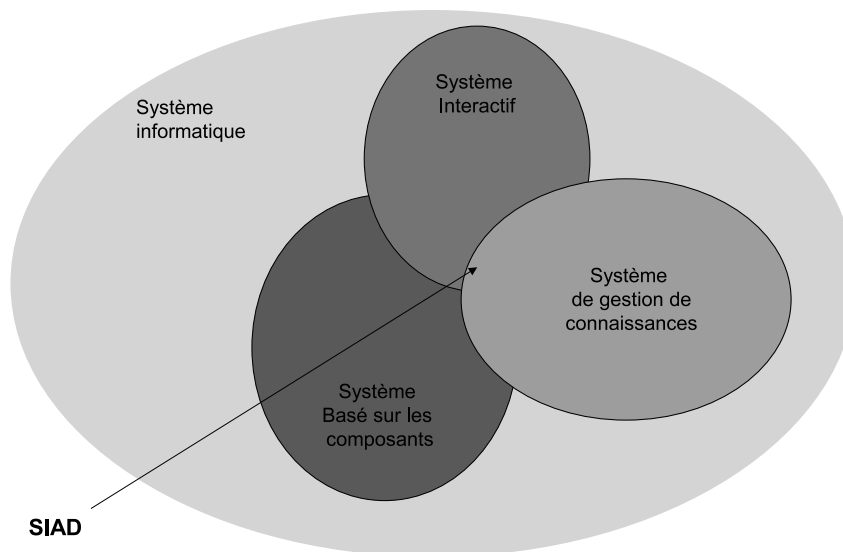 Système
Interactif
Système
informatique
Système
de gestion de
connaissances
Système
Basé sur les
composants
SIAD